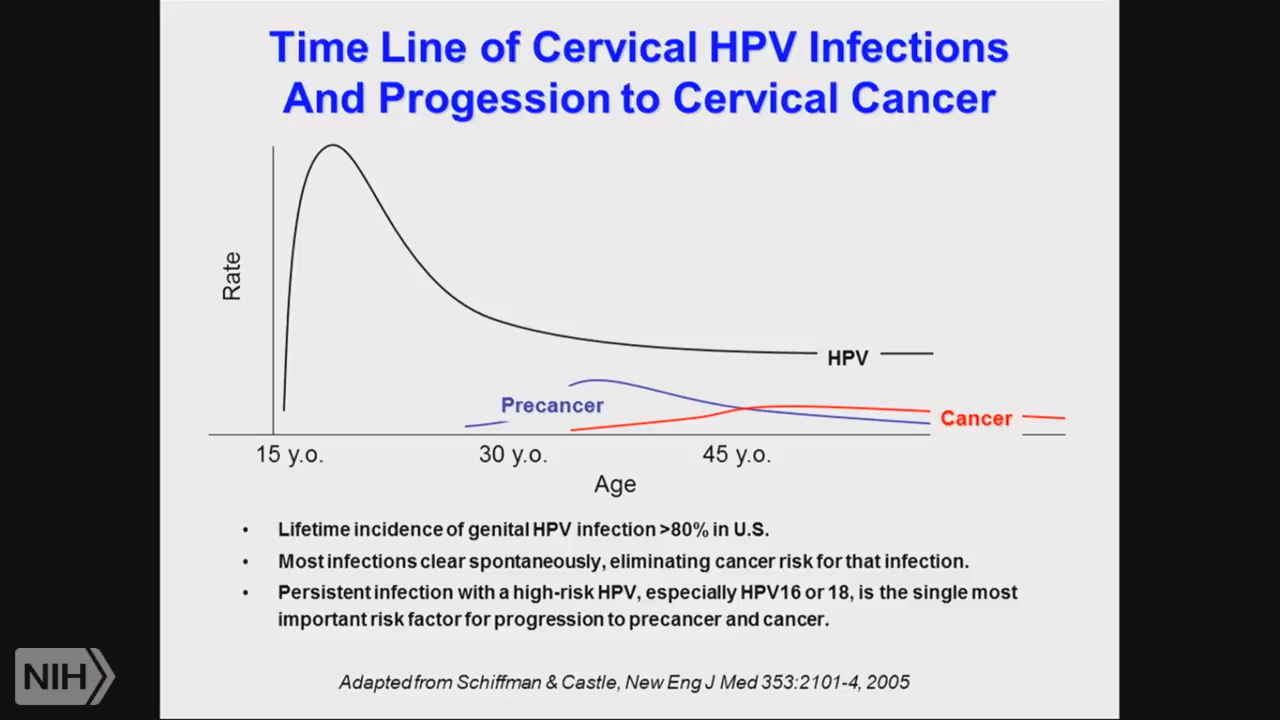 Time Line of Cervical HPV Infections
And Progession to Cervical Cancer
Rate
HPV
Precancer
Cancer
15 y.o.
30 y.o.
45 y.o.
Age
• Lifetime incidence of genital HPV infection >80% in U.S.
• Most infections clear spontaneously, eliminating cancer risk for that infection.
• Persistent infection with a high-risk HPV, especially HPV16 or 18, is the single most
important risk factor for progression to precancer and cancer.
NIH
Adapted from Schiffman & Castle, New Eng J Med 353:2101-4, 2005